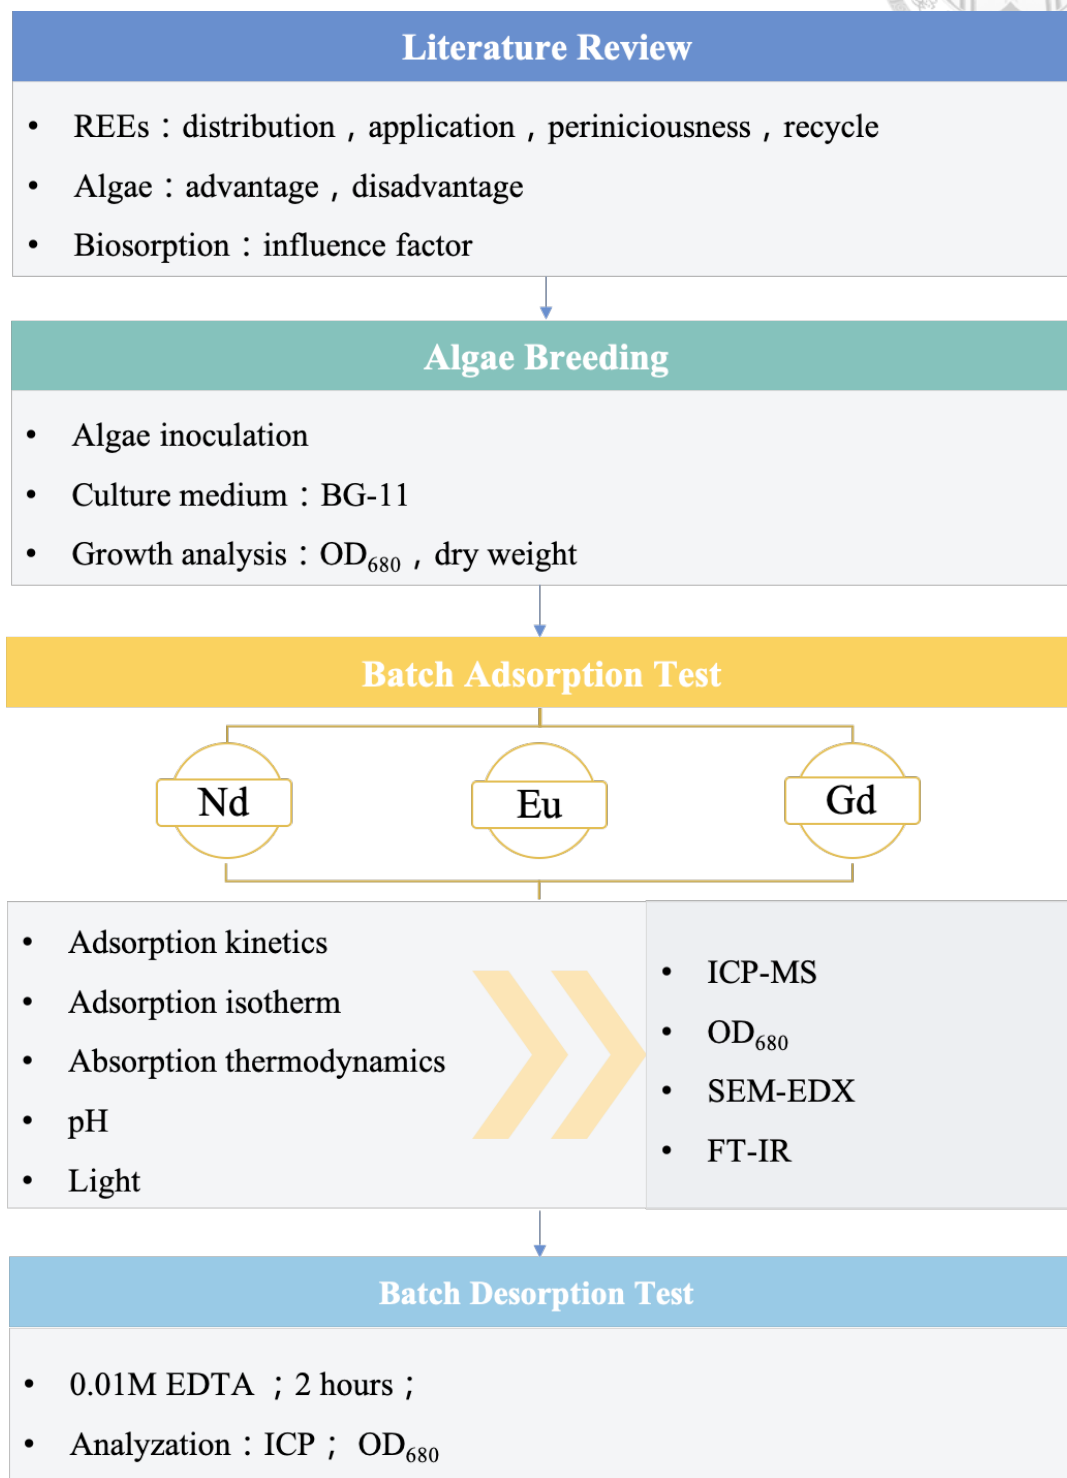 Literature Review
• REEs：distribution，application，periniciousness，recycle
• Algae：advantage，disadvantage
• Biosorption：influence factor
Algae Breeding
• Algae inoculation
• Culture medium：BG-11
• Growth analysis：OD₆₈₀，dry weight
Batch Adsorption Test
Nd
Eu
Gd
• Adsorption kinetics
• Adsorption isotherm
• Absorption thermodynamics
• pH
• Light
• ICP-MS
• OD₆₈₀
• SEM-EDX
• FT-IR
Batch Desorption Test
• 0.01M EDTA ；2 hours；
• Analyzation：ICP； OD₆₈₀